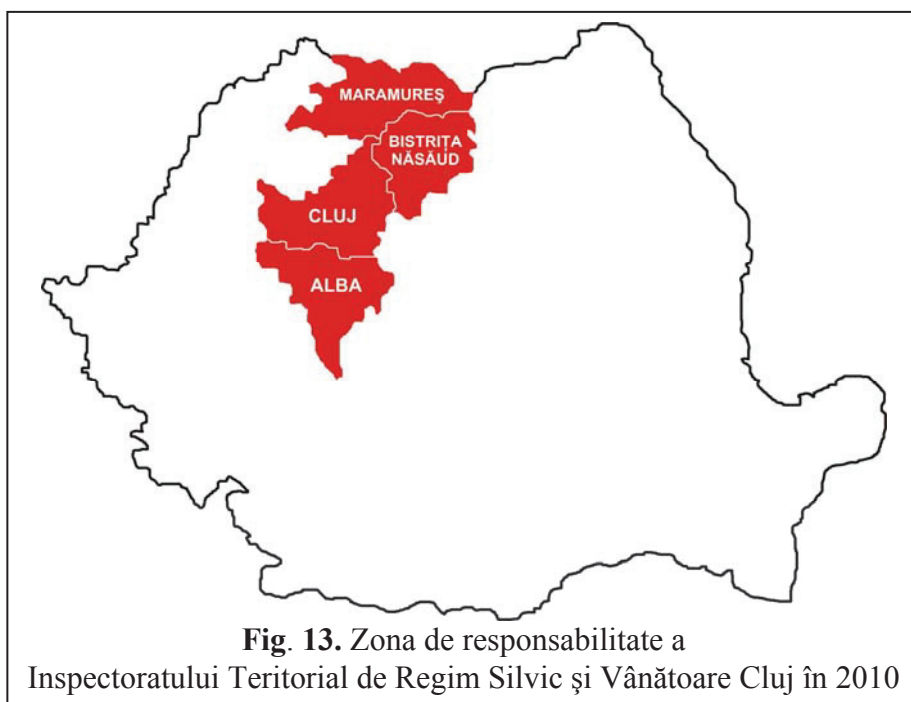 MARAMUREŞ
BISTRIŢA
NĂSĂUD
CLUJ
ALBA
Fig. 13. Zona de responsabilitate a
Inspectoratului Teritorial de Regim Silvic şi Vânătoare Cluj în 2010